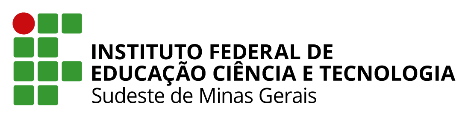 INSTITUTO FEDERAL DE
EDUCAÇÃO CIÊNCIA E TECNOLOGIA
Sudeste de Minas Gerais